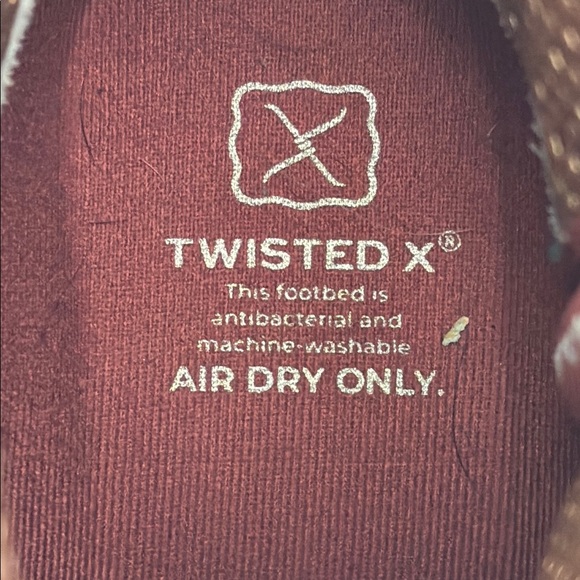 TWISTED X®
This footbed is
antibacterial and
machine-washable
AIR DRY ONLY.